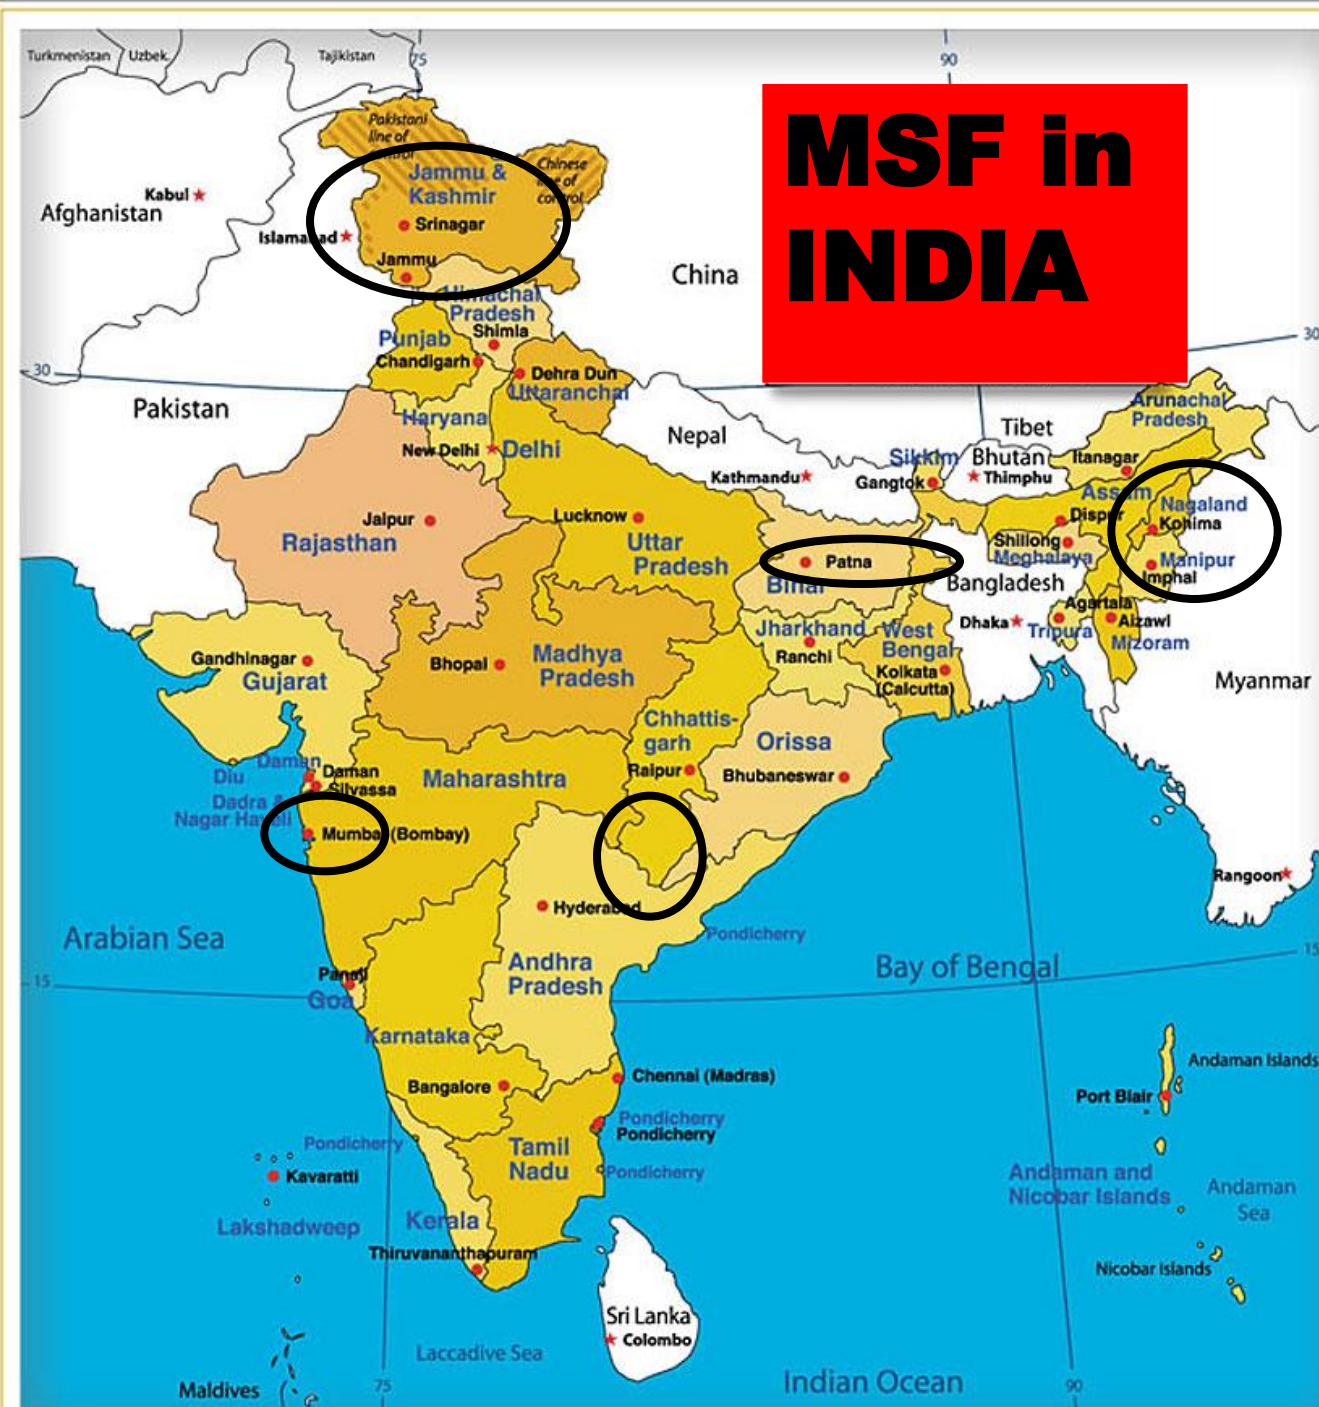 Turkmenistan
Uzbek.
Tajikistan
75
90
MSF in
INDIA
Pakistani
line of
control
Chinese
line of
control
Jammu &
Kashmir
Srinagar
Jammu
Kabul
Afghanistan
Islamabad
China
Himachal
Pradesh
Shimla
Punjab
Chandigarh
Dehra Dun
Uttaranchal
30
30
Pakistan
Haryana
New Delhi
Delhi
Nepal
Kathmandu
Tibet
Sikkim
Gangtok
Bhutan
Thimphu
Arunachal
Pradesh
Itanagar
Assam
Dispur
Nagaland
Kohima
Shillong
Meghalaya
Manipur
Imphal
Jaipur
Rajasthan
Lucknow
Uttar
Pradesh
Patna
Bihar
Bangladesh
Dhaka
Agartala
Tripura
Aizawl
Mizoram
Myanmar
Gandhinagar
Gujarat
Bhopal
Madhya
Pradesh
Jharkhand
Ranchi
West
Bengal
Kolkata
(Calcutta)
Chhattis-
garh
Raipur
Orissa
Bhubaneswar
Daman
Diu
Daman
Silvassa
Dadra &
Nagar Haveli
Maharashtra
Mumbai (Bombay)
Hyderabad
Rangoon
Arabian Sea
Pondicherry
Andhra
Pradesh
Bay of Bengal
15
15
Panaji
Goa
Karnataka
Bangalore
Chennai (Madras)
Andaman Islands
Port Blair
Pondicherry
Pondicherry
Pondicherry
Tamil
Nadu
Pondicherry
Kavaratti
Andaman and
Nicobar Islands
Andaman
Sea
Lakshadweep
Kerala
Thiruvananthapuram
Nicobar Islands
Sri Lanka
Colombo
Laccadive Sea
Maldives
75
Indian Ocean
90